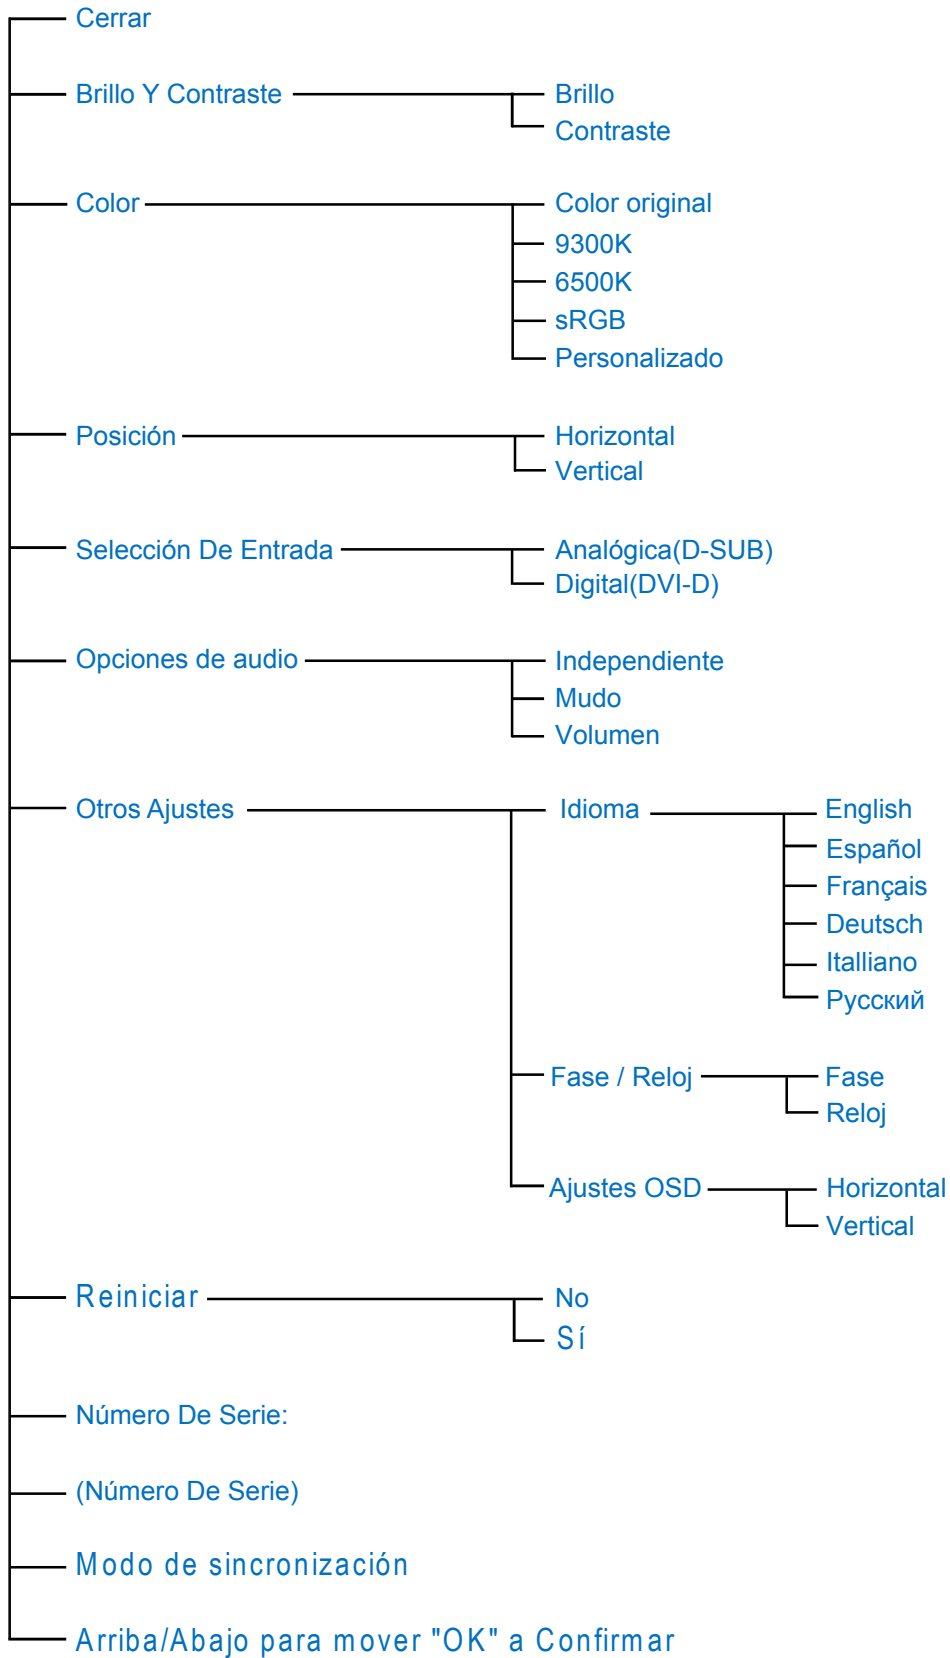 Cerrar
Brillo Y Contraste
Brillo
Contraste
Color
Color original
9300K
6500K
sRGB
Personalizado
Posición
Horizontal
Vertical
Selección De Entrada
Analógica(D-SUB)
Digital(DVI-D)
Opciones de audio
Independiente
Mudo
Volumen
Otros Ajustes
Idioma
English
Español
Français
Deutsch
Italliano
Русский
Fase / Reloj
Fase
Reloj
Ajustes OSD
Horizontal
Vertical
Reiniciar
No
Sí
Número De Serie:
(Número De Serie)
Modo de sincronización
Arriba/Abajo para mover "OK" a Confirmar